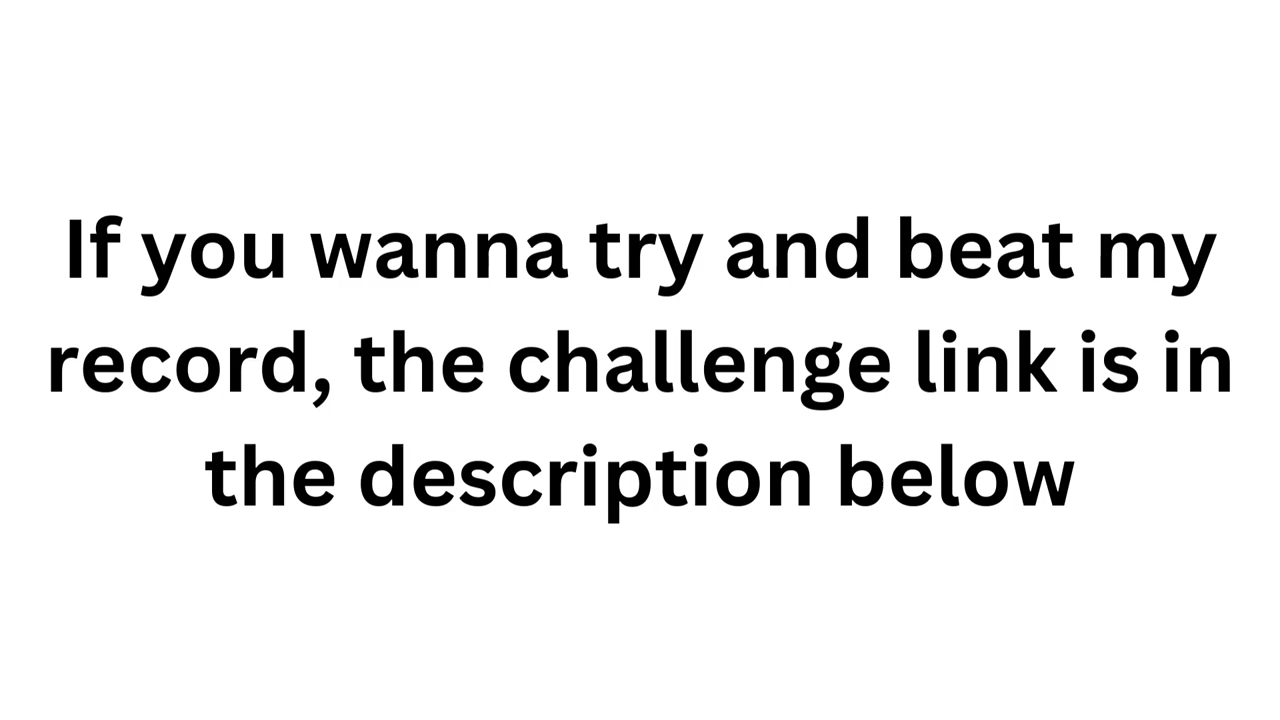 If you wanna try and beat my
record, the challenge link is in
the description below